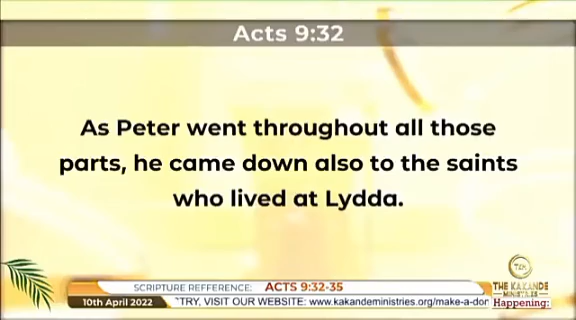 Acts 9:32
As Peter went throughout all those
parts, he came down also to the saints
who lived at Lydda.
SCRIPTURE REFFERENCE: ACTS 9:32-35
10th April 2022 TRY, VISIT OUR WEBSITE: www.kakandeministries.org/make-a-don
TKM
THE KAKANDE
MINISTRIES
Happening: